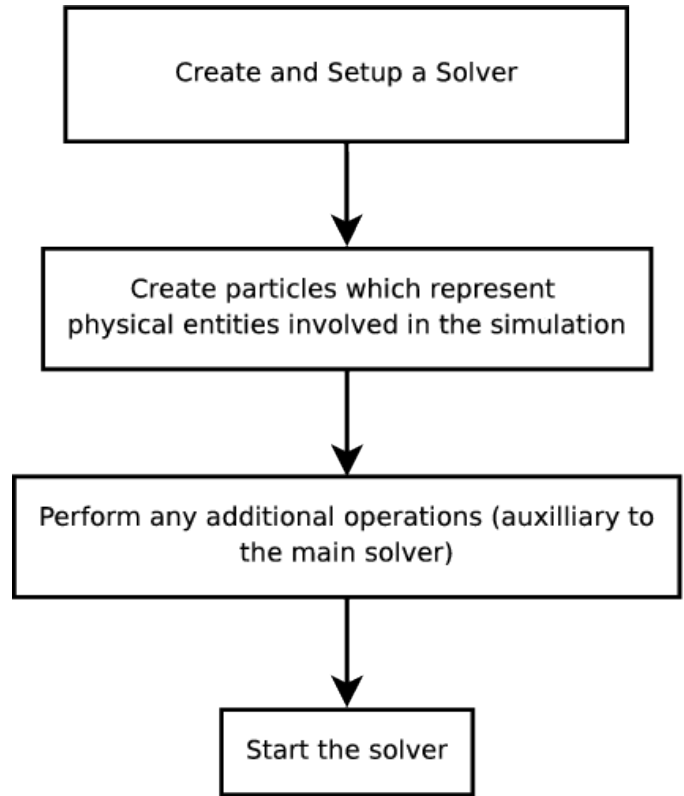 Create and Setup a Solver
Create particles which represent
physical entities involved in the simulation
Perform any additional operations (auxilliary to
the main solver)
Start the solver